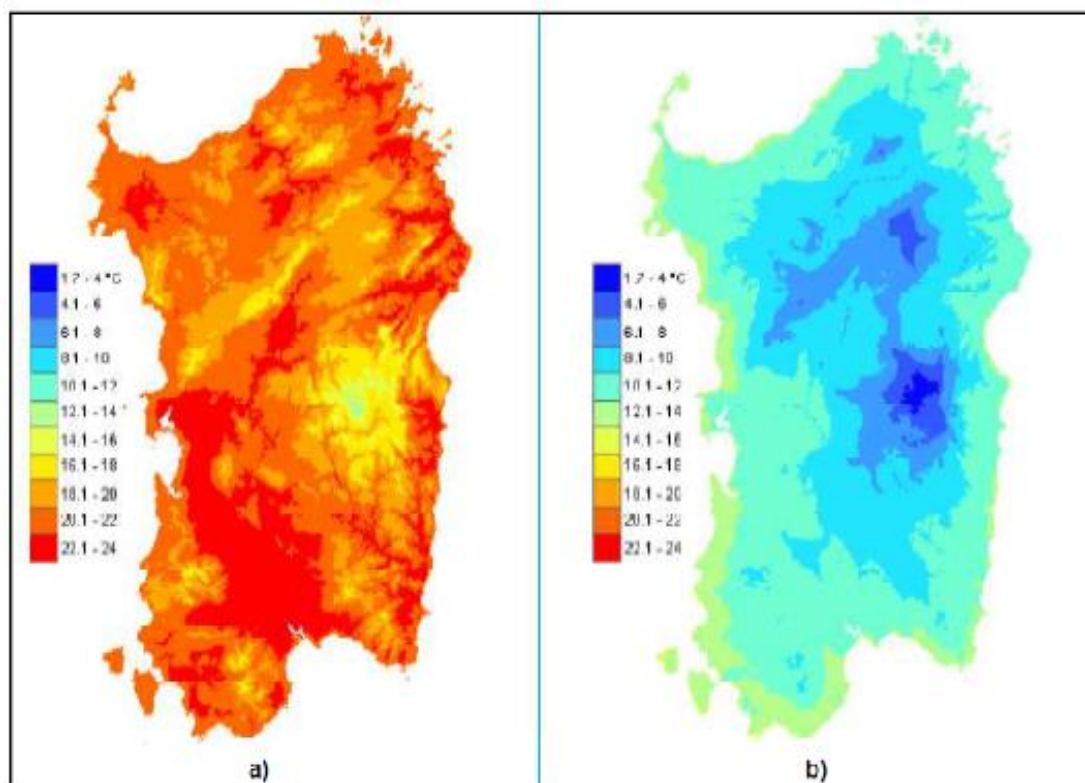 1.7 - 4 °C
4.1 - 6
6.1 - 8
8.1 - 10
10.1 - 12
12.1 - 14 °
14.1 - 16
16.1 - 18
18.1 - 20
20.1 - 22
22.1 - 24
a)
1.7 - 4 °C
4.1 - 6
6.1 - 8
8.1 - 10
10.1 - 12
12.1 - 14
14.1 - 16
16.1 - 18
18.1 - 20
20.1 - 22
22.1 - 24
b)